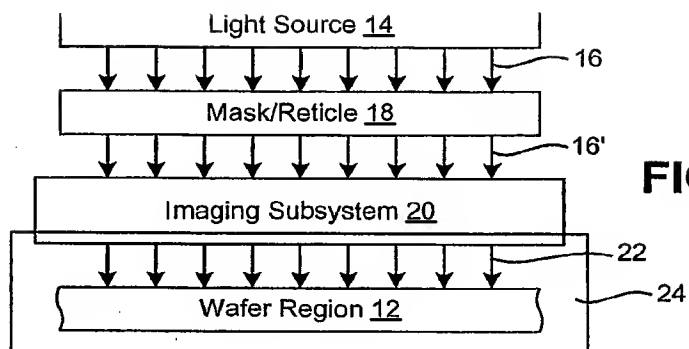 Light Source 14
16
Mask/Reticle 18
16'
FIG
Imaging Subsystem 20
22
24
Wafer Region 12